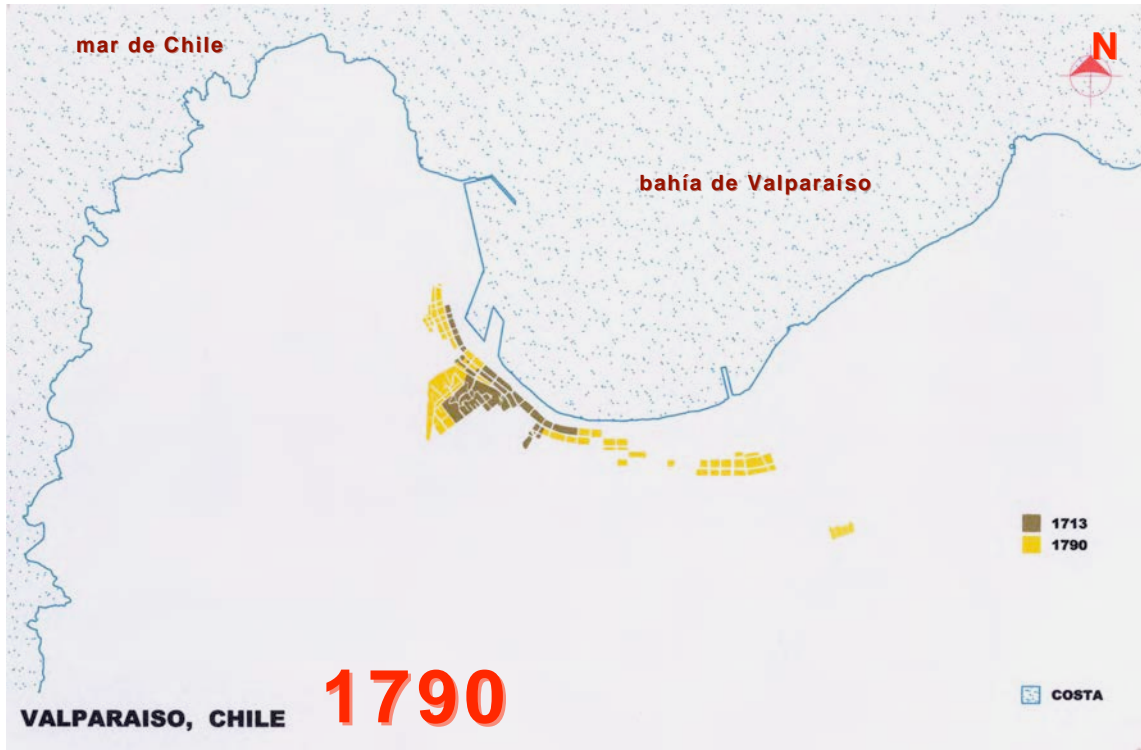 mar de Chile
N
bahía de Valparaíso
1713
1790
COSTA
VALPARAISO, CHILE
1790